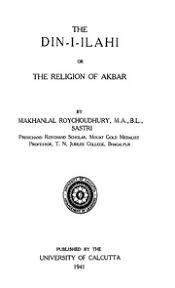 THE
DIN-I-ILAHI
OR
THE RELIGION OF AKBAR
BY
MAKHANLAL ROYCHOUDHURY, M.A., B.L.,
SASTRI
PREMCHAND ROYCHAND SCHOLAR, MOUAT GOLD MEDALIST
PROFESSOR, T. N. JUBILEE COLLEGE, BHAGALPUR
PUBLISHED BY THE
UNIVERSITY OF CALCUTTA
1941